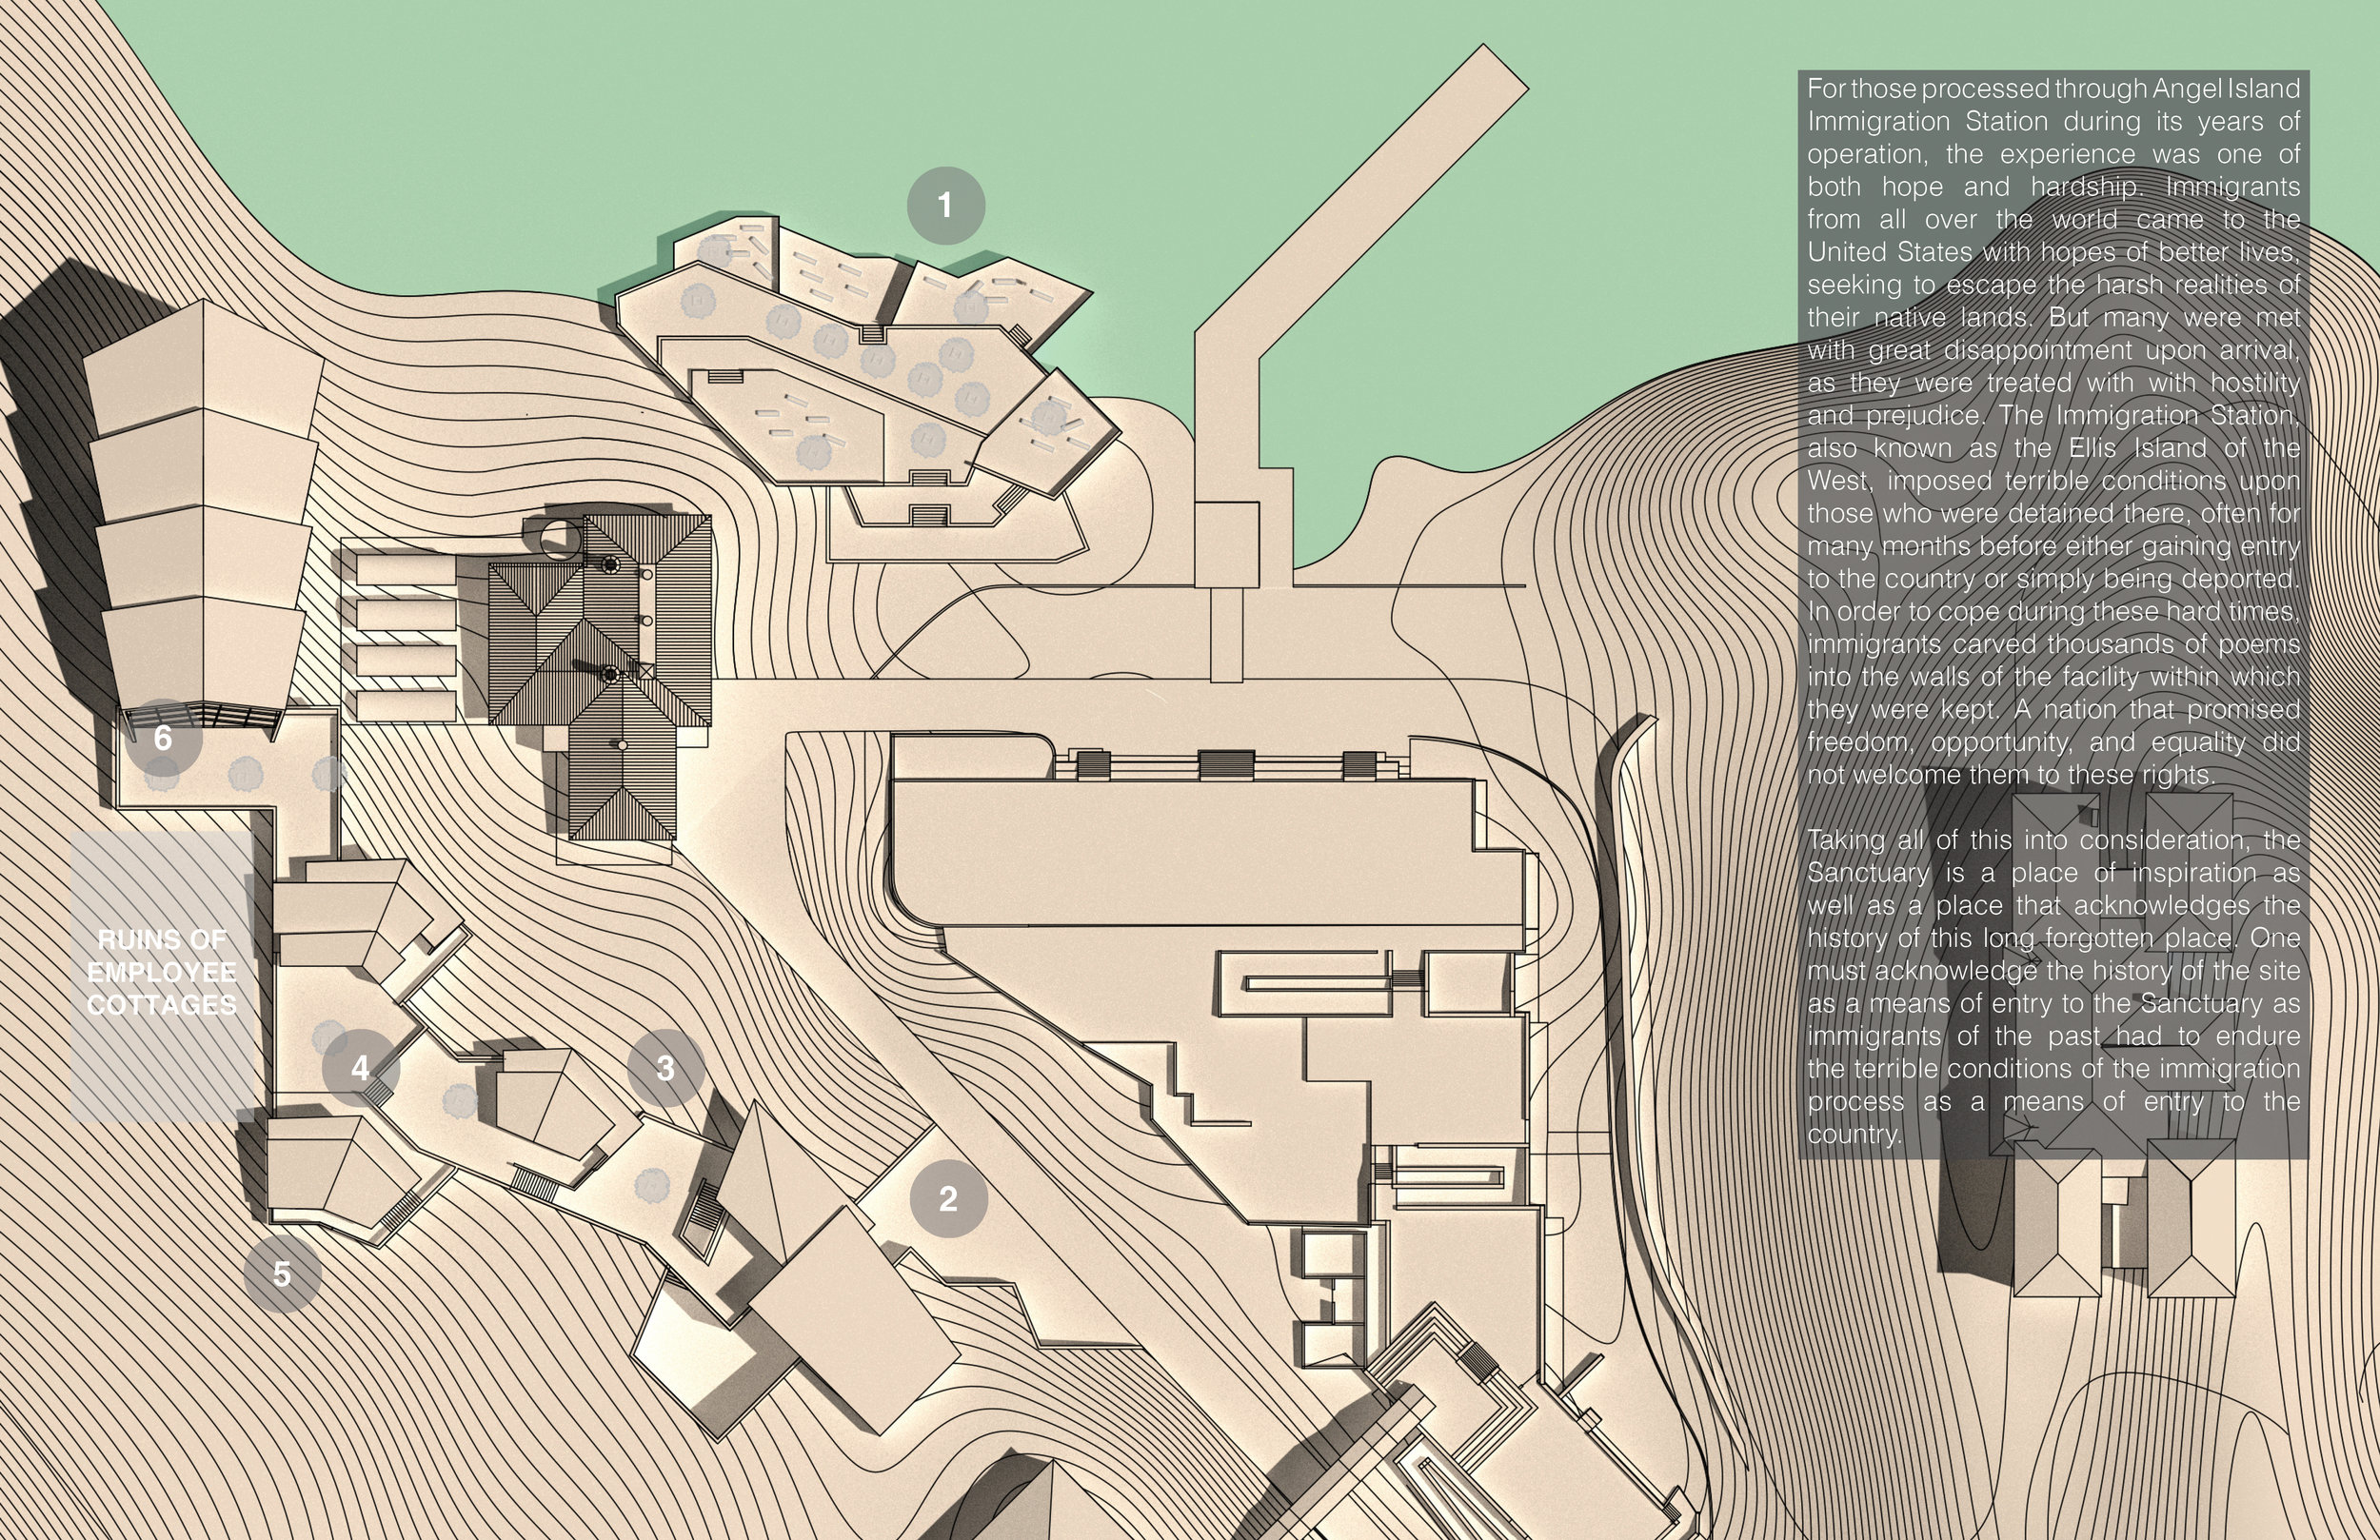 1
6
RUINS OF
EMPLOYEE
COTTAGES
4
3
2
5
For those processed through Angel Island
Immigration Station during its years of
operation, the experience was one of
both hope and hardship. Immigrants
from all over the world came to the
United States with hopes of better lives,
seeking to escape the harsh realities of
their native lands. But many were met
with great disappointment upon arrival,
as they were treated with with hostility
and prejudice. The Immigration Station,
also known as the Ellis Island of the
West, imposed terrible conditions upon
those who were detained there, often for
many months before either gaining entry
to the country or simply being deported.
In order to cope during these hard times,
immigrants carved thousands of poems
into the walls of the facility within which
they were kept. A nation that promised
freedom, opportunity, and equality did
not welcome them to these rights.
Taking all of this into consideration, the
Sanctuary is a place of inspiration as
well as a place that acknowledges the
history of this long forgotten place. One
must acknowledge the history of the site
as a means of entry to the Sanctuary as
immigrants of the past had to endure
the terrible conditions of the immigration
process as a means of entry to the
country.